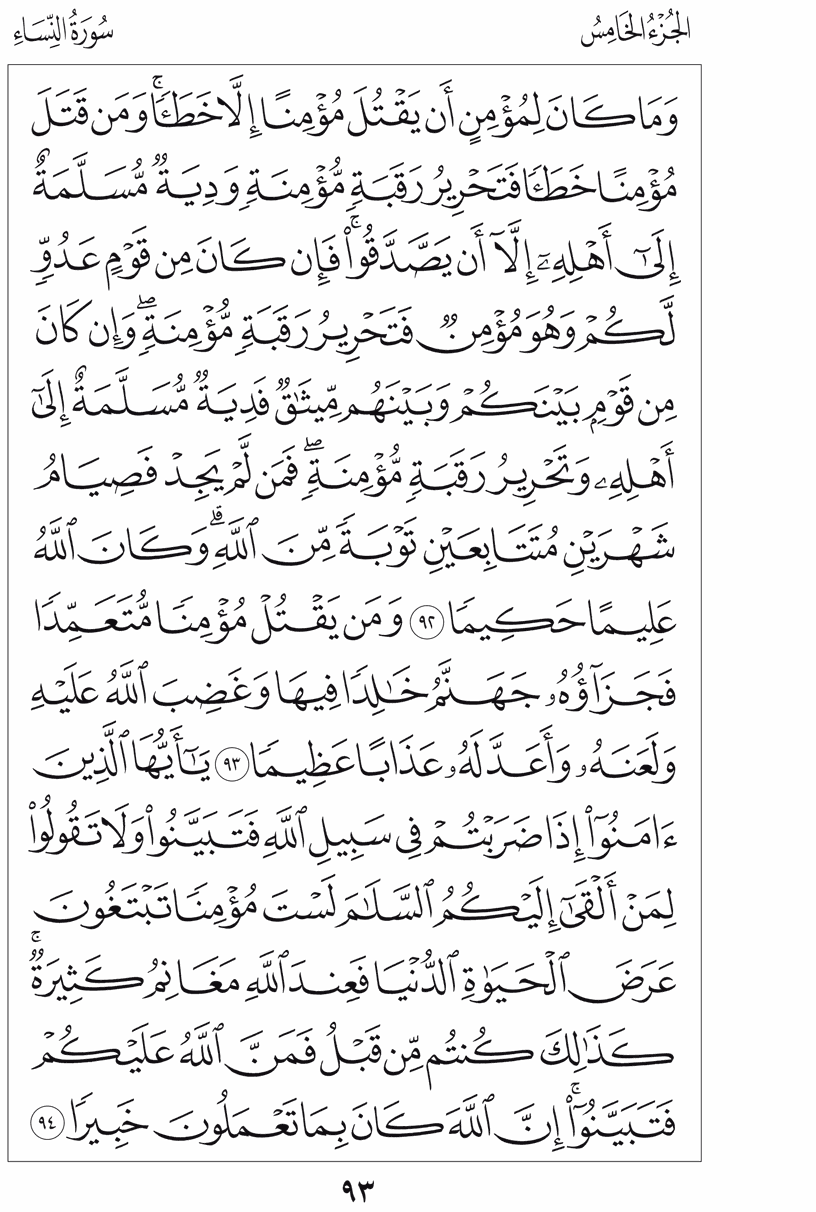 الجُزْءُ الخَامِسُ
سُورَةُ النِّسَاءِ
وَمَا كَانَ لِمُؤْمِنٍ أَن يَقْتُلَ مُؤْمِنًا إِلَّا خَطَـًٔاۚ وَمَن قَتَلَ
مُؤْمِنًا خَطَـًٔا فَتَحْرِيرُ رَقَبَةٍ مُّؤْمِنَةٍ وَدِيَةٌ مُّسَلَّمَةٌ
إِلَىٰٓ أَهْلِهِۦٓ إِلَّآ أَن يَصَّدَّقُوا۟ۚ فَإِن كَانَ مِن قَوْمٍ عَدُوٍّ
لَّكُمْ وَهُوَ مُؤْمِنٌ فَتَحْرِيرُ رَقَبَةٍ مُّؤْمِنَةٍۖ وَإِن كَانَ
مِن قَوْمٍۭ بَيْنَكُمْ وَبَيْنَهُم مِّيثَٰقٌ فَدِيَةٌ مُّسَلَّمَةٌ إِلَىٰٓ
أَهْلِهِۦ وَتَحْرِيرُ رَقَبَةٍ مُّؤْمِنَةٍۖ فَمَن لَّمْ يَجِدْ فَصِيَامُ
شَهْرَيْنِ مُتَتَابِعَيْنِ تَوْبَةً مِّنَ ٱللَّهِۗ وَكَانَ ٱللَّهُ
عَلِيمًا حَكِيمًا ٩٢ وَمَن يَقْتُلْ مُؤْمِنًا مُّتَعَمِّدًا
فَجَزَآؤُهُۥ جَهَنَّمُ خَٰلِدًا فِيهَا وَغَضِبَ ٱللَّهُ عَلَيْهِ
وَلَعَنَهُۥ وَأَعَدَّ لَهُۥ عَذَابًا عَظِيمًا ٩٣ يَٰٓأَيُّهَا ٱلَّذِينَ
ءَامَنُوٓا۟ إِذَا ضَرَبْتُمْ فِى سَبِيلِ ٱللَّهِ فَتَبَيَّنُوا۟ وَلَا تَقُولُوا۟
لِمَنْ أَلْقَىٰٓ إِلَيْكُمُ ٱلسَّلَٰمَ لَسْتَ مُؤْمِنًا تَبْتَغُونَ
عَرَضَ ٱلْحَيَوٰةِ ٱلدُّنْيَا فَعِندَ ٱللَّهِ مَغَانِمُ كَثِيرَةٌۚ
كَذَٰلِكَ كُنتُم مِّن قَبْلُ فَمَنَّ ٱللَّهُ عَلَيْكُمْ
فَتَبَيَّنُوٓا۟ۚ إِنَّ ٱللَّهَ كَانَ بِمَا تَعْمَلُونَ خَبِيرًا ٩٤
٩٣